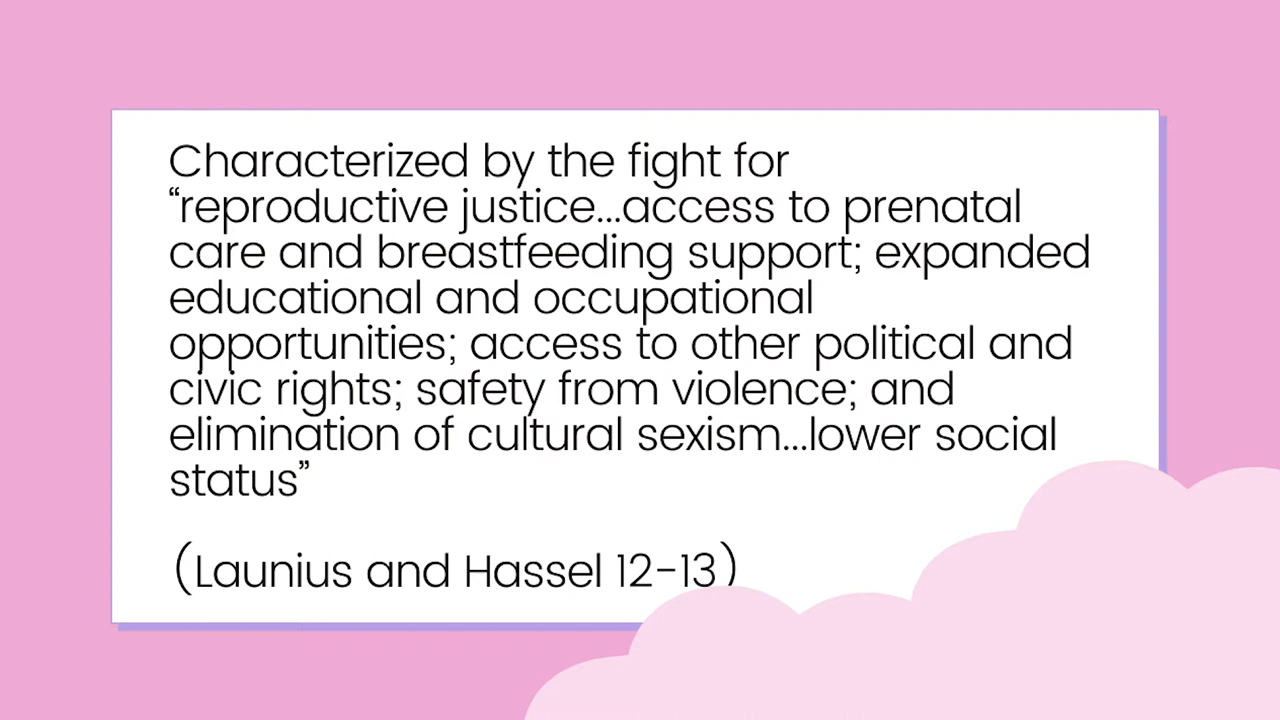 Characterized by the fight for
“reproductive justice...access to prenatal
care and breastfeeding support; expanded
educational and occupational
opportunities; access to other political and
civic rights; safety from violence; and
elimination of cultural sexism...lower social
status”
(Launius and Hassel 12-13)